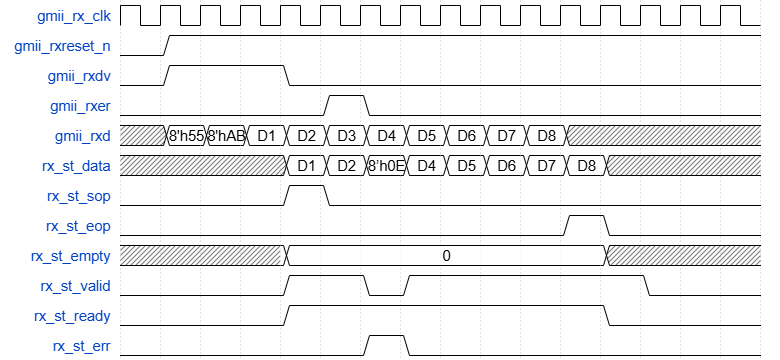 gmii_rx_clk
gmii_rxreset_n
gmii_rxdv
gmii_rxer
gmii_rxd 8'h55 8'hAB D1 D2 D3 D4 D5 D6 D7 D8
rx_st_data D1 D2 8'h0E D4 D5 D6 D7 D8
rx_st_sop
rx_st_eop
rx_st_empty 0
rx_st_valid
rx_st_ready
rx_st_err